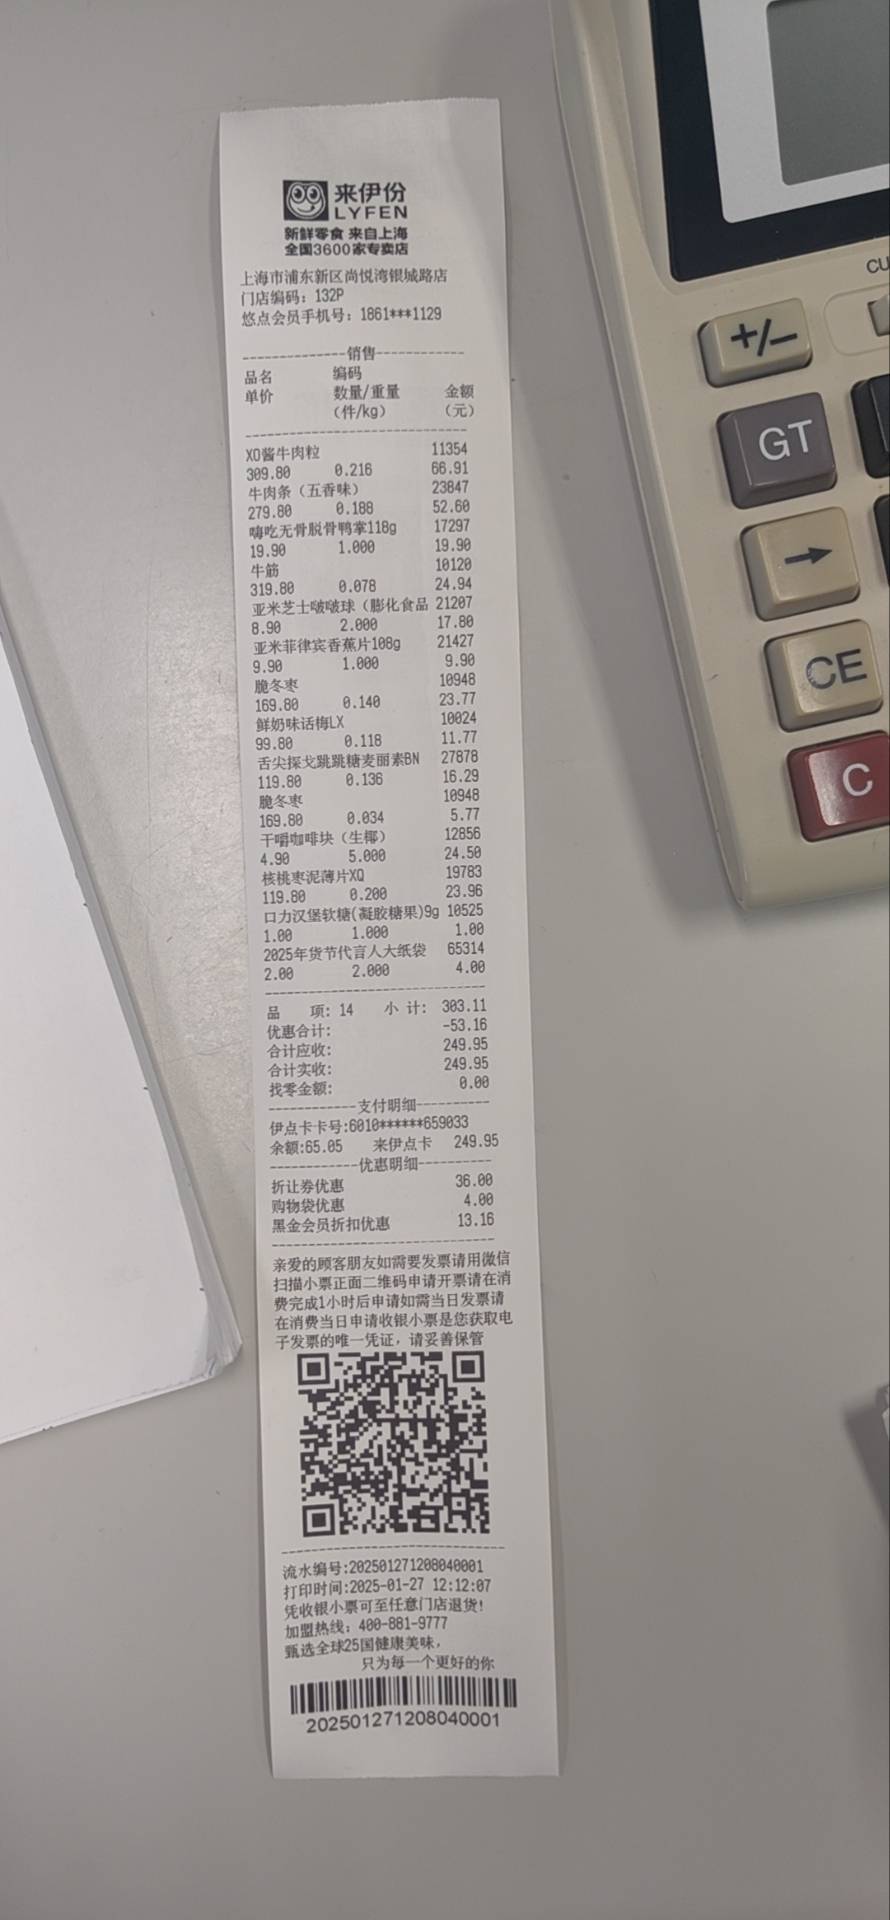 来伊份
LYFEN
新鲜零食 来自上海
全国3600家专卖店
上海市浦东新区尚悦湾银城路店
门店编码：132P
悠点会员手机号：1861***1129
--------------销售------------
品名 编码
单价 数量/重量 金额
（件/kg） （元）
------------------------------
XO酱牛肉粒 11354
309.80 0.216 66.91
牛肉条（五香味） 23847
279.80 0.188 52.60
嗨吃无骨脱骨鸭掌118g 17297
19.90 1.000 19.90
牛筋 10120
319.80 0.078 24.94
亚米芝士啵啵球（膨化食品 21207
8.90 2.000 17.80
亚米菲律宾香蕉片108g 21427
9.90 1.000 9.90
脆冬枣 10948
169.80 0.140 23.77
鲜奶味话梅LX 10024
99.80 0.118 11.77
舌尖探戈跳跳糖麦丽素BN 27878
119.80 0.136 16.29
脆冬枣 10948
169.80 0.034 5.77
干嚼咖啡块（生椰） 12856
4.90 5.000 24.50
核桃枣泥薄片XQ 19783
119.80 0.200 23.96
口力汉堡软糖(凝胶糖果)9g 10525
1.00 1.000 1.00
2025年货节代言人大纸袋 65314
2.00 2.000 4.00
------------------------------
品 项: 14 小 计: 303.11
优惠合计: -53.16
合计应收: 249.95
合计实收: 249.95
找零金额: 0.00
------------支付明细----------
伊点卡卡号:6010******659033
余额:65.05 来伊点卡 249.95
------------优惠明细----------
折让券优惠 36.00
购物袋优惠 4.00
黑金会员折扣优惠 13.16
------------------------------
亲爱的顾客朋友如需要发票请用微信
扫描小票正面二维码申请开票请在消
费完成1小时后申请如需当日发票请
在消费当日申请收银小票是您获取电
子发票的唯一凭证，请妥善保管
------------------------------
流水编号:202501271208040001
打印时间:2025-01-27 12:12:07
凭收银小票可至任意门店退货!
加盟热线：400-881-9777
甄选全球25国健康美味，
只为每一个更好的你
202501271208040001
CU
+/−
GT
→
CE
C